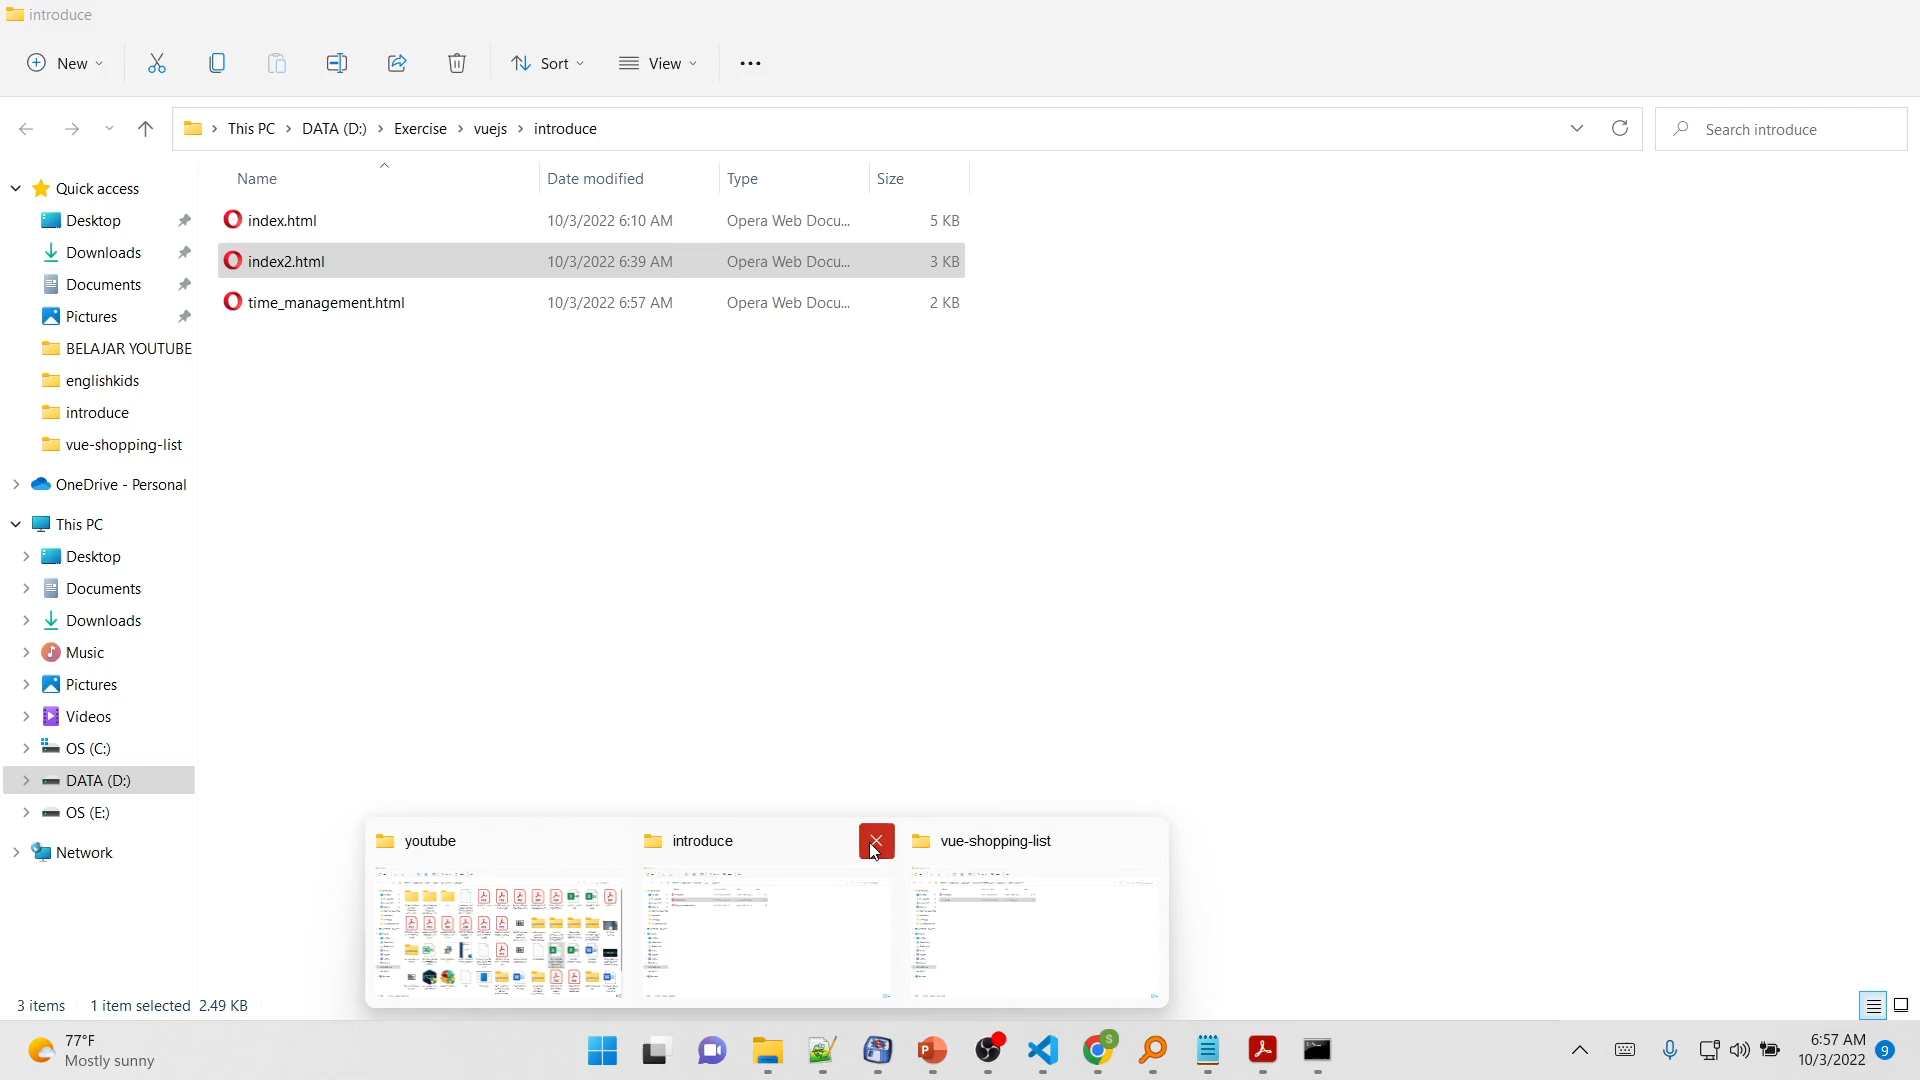 introduce
New
Sort
View
This PC
DATA (D:)
Exercise
vuejs
introduce
Search introduce
Name
Date modified
Type
Size
index.html 10/3/2022 6:10 AM Opera Web Docu... 5 KB
index2.html 10/3/2022 6:39 AM Opera Web Docu... 3 KB
time_management.html 10/3/2022 6:57 AM Opera Web Docu... 2 KB
Quick access
Desktop
Downloads
Documents
Pictures
BELAJAR YOUTUBE
englishkids
introduce
vue-shopping-list
OneDrive - Personal
This PC
Desktop
Documents
Downloads
Music
Pictures
Videos
OS (C:)
DATA (D:)
OS (E:)
Network
youtube
introduce
vue-shopping-list
3 items 1 item selected 2.49 KB
77°F
Mostly sunny
S
6:57 AM
10/3/2022
9